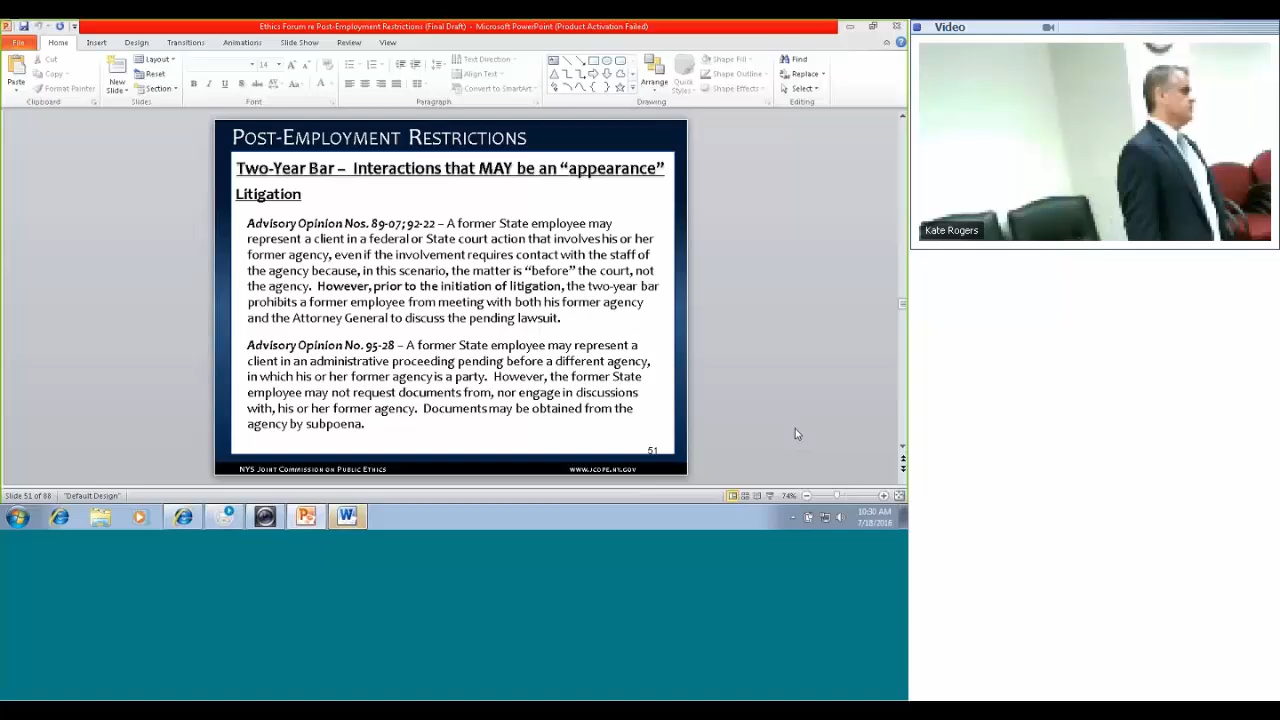 Ethics Forum re Post-Employment Restrictions (Final Draft) - Microsoft PowerPoint (Product Activation Failed)
File Home Insert Design Transitions Animations Slide Show Review View
Paste
Cut
Copy
Format Painter
Clipboard
New
Slide
Layout
Reset
Section
Slides
14
Font
Paragraph
Text Direction
Align Text
Convert to SmartArt
Arrange
Quick
Styles
Shape Fill
Shape Outline
Shape Effects
Drawing
Find
Replace
Select
Editing
Video
Kate Rogers
POST-EMPLOYMENT RESTRICTIONS
Two-Year Bar – Interactions that MAY be an “appearance”
Litigation
Advisory Opinion Nos. 89-07; 92-22 – A former State employee may
represent a client in a federal or State court action that involves his or her
former agency, even if the involvement requires contact with the staff of
the agency because, in this scenario, the matter is “before” the court, not
the agency. However, prior to the initiation of litigation, the two-year bar
prohibits a former employee from meeting with both his former agency
and the Attorney General to discuss the pending lawsuit.
Advisory Opinion No. 95-28 – A former State employee may represent a
client in an administrative proceeding pending before a different agency,
in which his or her former agency is a party. However, the former State
employee may not request documents from, nor engage in discussions
with, his or her former agency. Documents may be obtained from the
agency by subpoena.
51
NYS JOINT COMMISSION ON PUBLIC ETHICS WWW.JCOPE.NY.GOV
Slide 51 of 88 "Default Design" 74%
10:30 AM
7/18/2016